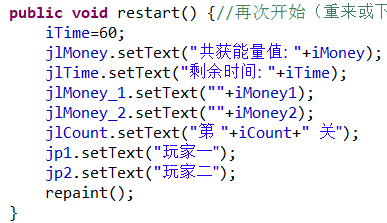 public void restart() {//再次开始（重来或下
iTime=60;
jlMoney.setText("共获能量值: "+iMoney);
jlTime.setText("剩余时间: "+iTime);
jlMoney_1.setText(""+iMoney1);
jlMoney_2.setText(""+iMoney2);
jlCount.setText("第 "+iCount+" 关");
jp1.setText("玩家一");
jp2.setText("玩家二");
repaint();
}